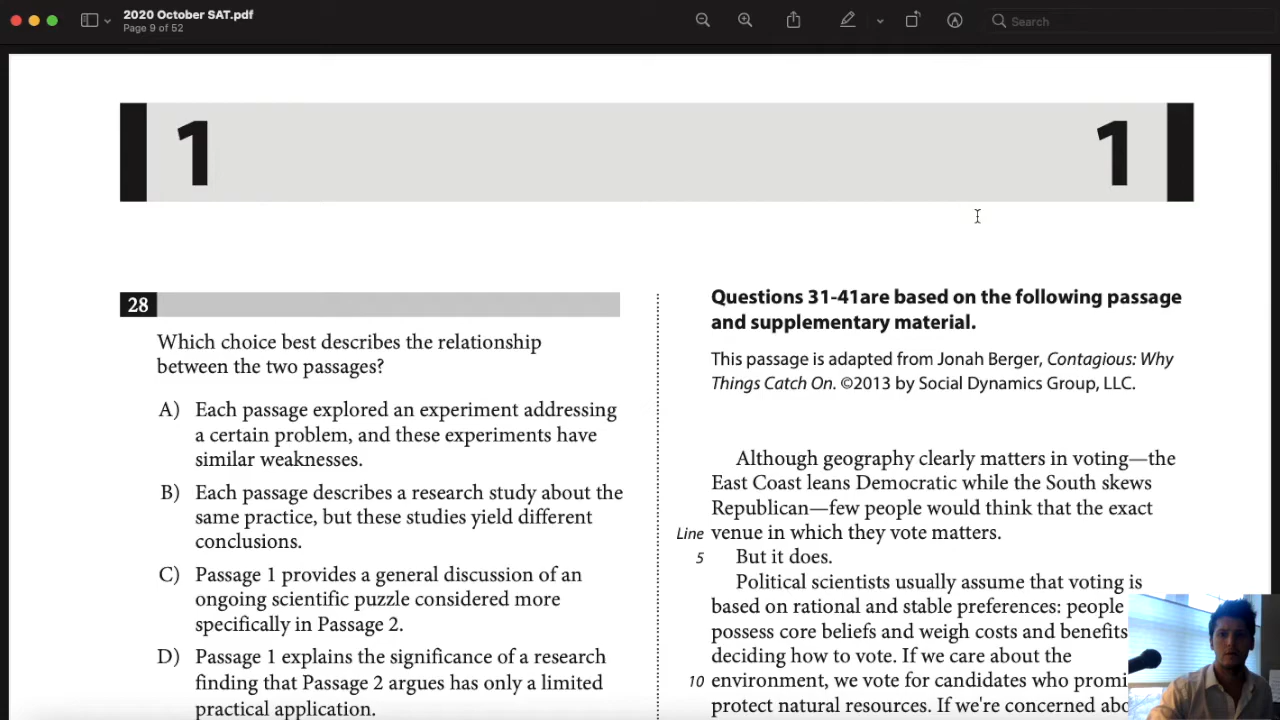 2020 October SAT.pdf
Page 9 of 52
Search
1
1
28
Which choice best describes the relationship
between the two passages?
A) Each passage explored an experiment addressing
a certain problem, and these experiments have
similar weaknesses.
B) Each passage describes a research study about the
same practice, but these studies yield different
conclusions.
C) Passage 1 provides a general discussion of an
ongoing scientific puzzle considered more
specifically in Passage 2.
D) Passage 1 explains the significance of a research
finding that Passage 2 argues has only a limited
practical application.
Questions 31-41are based on the following passage
and supplementary material.
This passage is adapted from Jonah Berger, Contagious: Why
Things Catch On. ©2013 by Social Dynamics Group, LLC.
Although geography clearly matters in voting—the
East Coast leans Democratic while the South skews
Republican—few people would think that the exact
Line venue in which they vote matters.
5 But it does.
Political scientists usually assume that voting is
based on rational and stable preferences: people
possess core beliefs and weigh costs and benefits
deciding how to vote. If we care about the
10 environment, we vote for candidates who promi
protect natural resources. If we're concerned abo